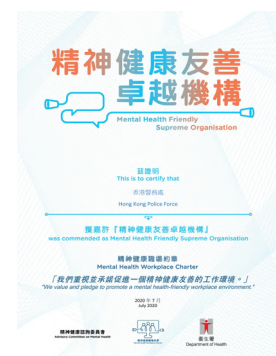 精神健康友善
卓越機構
Mental Health Friendly
Supreme Organisation
茲證明
This is to certify that
香港警務處
Hong Kong Police Force
獲嘉許「精神健康友善卓越機構」
was commended as Mental Health Friendly Supreme Organisation
精神健康職場約章
Mental Health Workplace Charter
「我們重視並承諾促進一個精神健康友善的工作環境。」
"We value and pledge to promote a mental health-friendly workplace environment."
2020 年 7 月
July 2020
精神健康諮詢委員會
Advisory Committee on Mental Health
衞生署
Department of Health